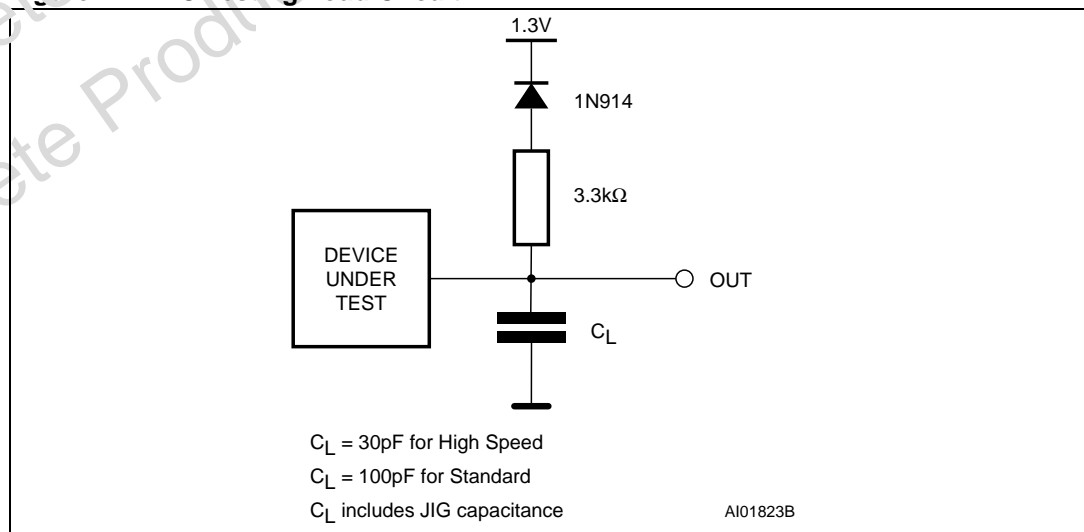 1.3V
1N914
3.3kΩ
DEVICE
UNDER
TEST
OUT
CL
CL = 30pF for High Speed
CL = 100pF for Standard
CL includes JIG capacitance
AI01823B